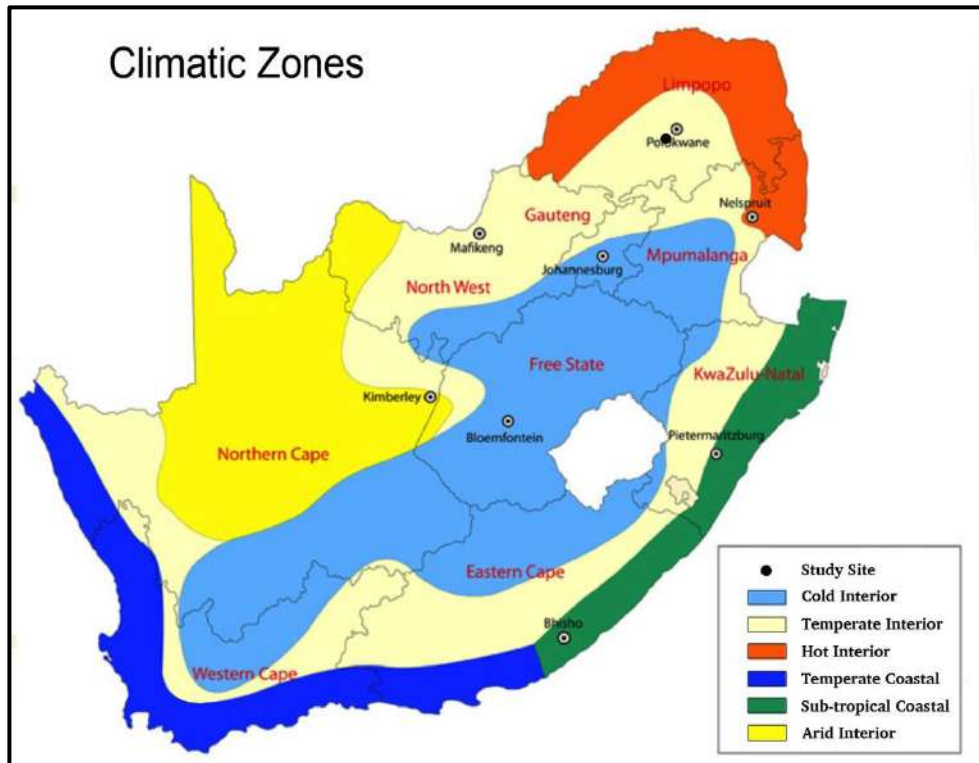 Climatic Zones
Limpopo
Polokwane
Nelspruit
Gauteng
Mafikeng
Johannesburg
Mpumalanga
North West
Free State
KwaZulu-Natal
Kimberley
Bloemfontein
Pietermaritzburg
Northern Cape
Eastern Cape
Bhisho
Western Cape
Study Site
Cold Interior
Temperate Interior
Hot Interior
Temperate Coastal
Sub-tropical Coastal
Arid Interior